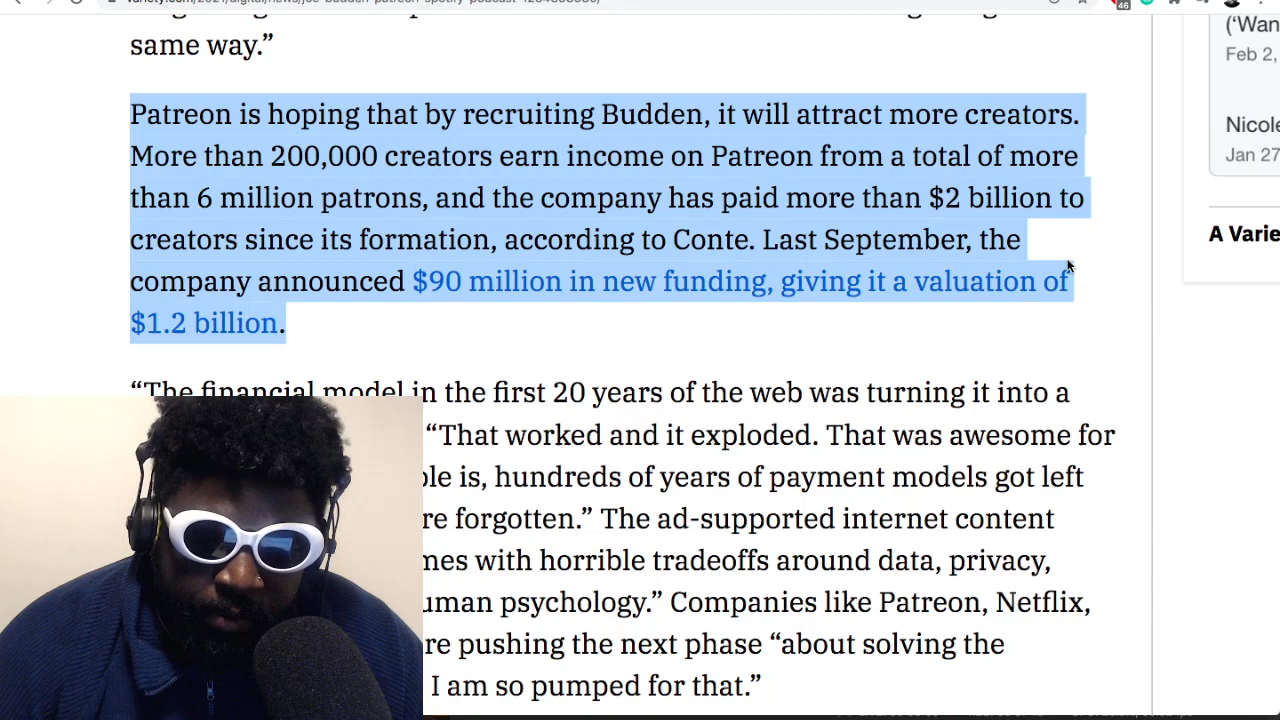 same way.”
Patreon is hoping that by recruiting Budden, it will attract more creators.
More than 200,000 creators earn income on Patreon from a total of more
than 6 million patrons, and the company has paid more than $2 billion to
creators since its formation, according to Conte. Last September, the
company announced $90 million in new funding, giving it a valuation of
$1.2 billion.
“The financial model in the first 20 years of the web was turning it into a
“That worked and it exploded. That was awesome for
is, hundreds of years of payment models got left
forgotten.” The ad-supported internet content
with horrible tradeoffs around data, privacy,
psychology.” Companies like Patreon, Netflix,
pushing the next phase “about solving the
I am so pumped for that.”
46
(‘Wan
Feb 2,
Nicole
Jan 27
A Varie